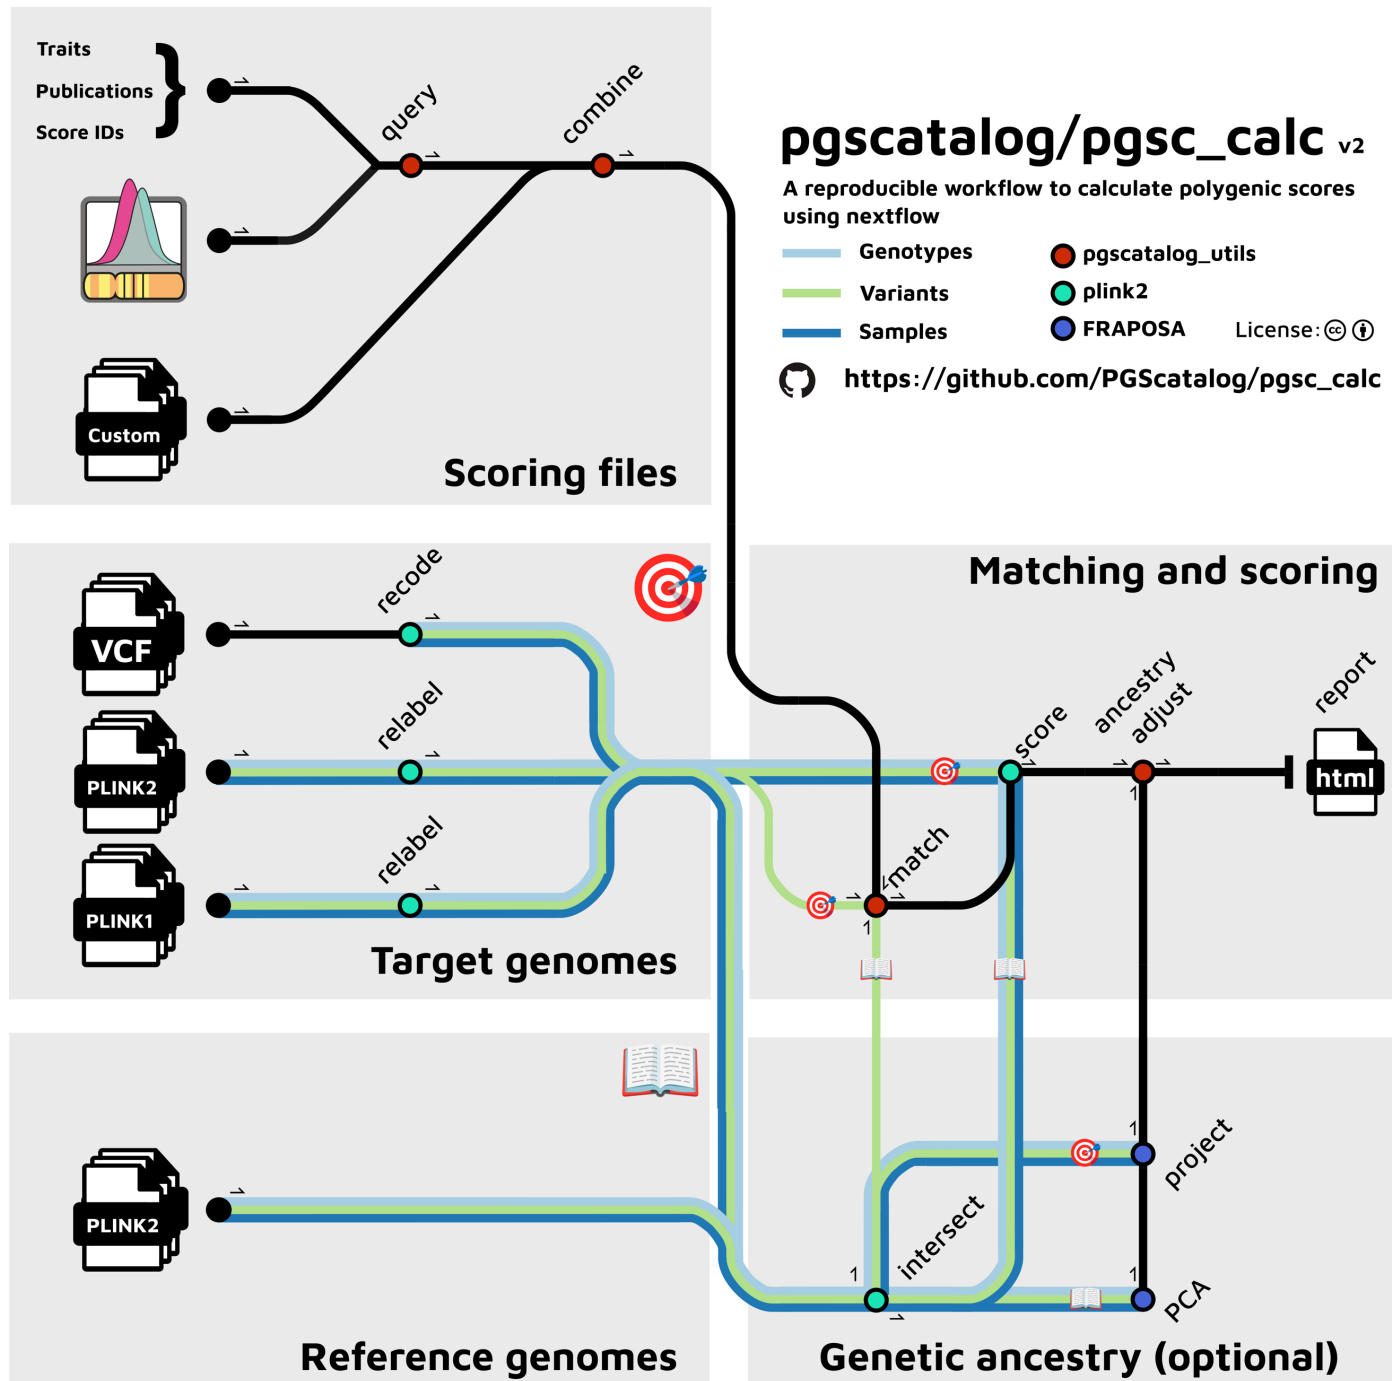 Traits
Publications
Score IDs
query
combine
Custom
Scoring files
pgscatalog/pgsc_calc v2
A reproducible workflow to calculate polygenic scores
using nextflow
Genotypes
Variants
Samples
pgscatalog_utils
plink2
FRAPOSA
License:
cc
https://github.com/PGScatalog/pgsc_calc
VCF
recode
PLINK2
relabel
PLINK1
relabel
Target genomes
Matching and scoring
score
ancestry
adjust
report
html
match
PLINK2
Reference genomes
intersect
project
PCA
Genetic ancestry (optional)